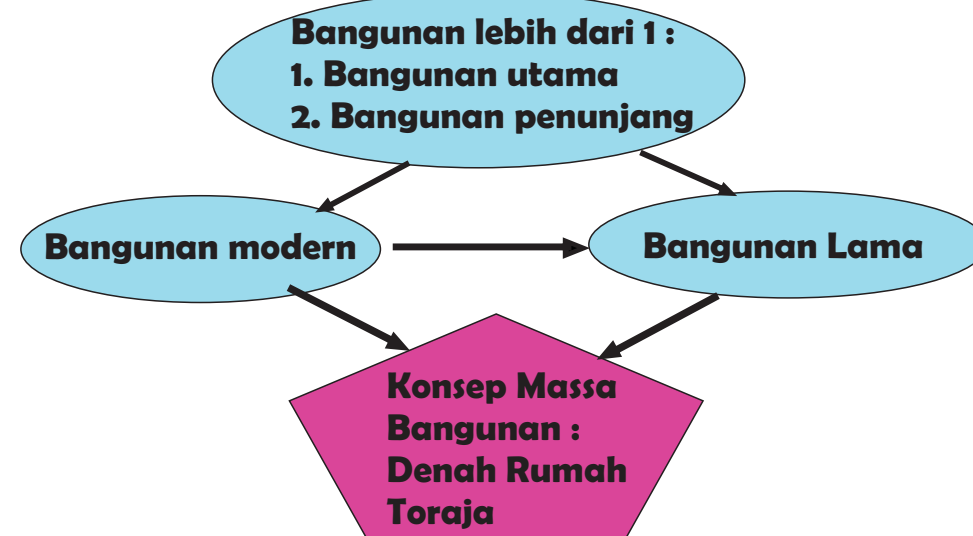 Bangunan lebih dari 1 :
1. Bangunan utama
2. Bangunan penunjang
Bangunan modern
Bangunan Lama
Konsep Massa
Bangunan :
Denah Rumah
Toraja